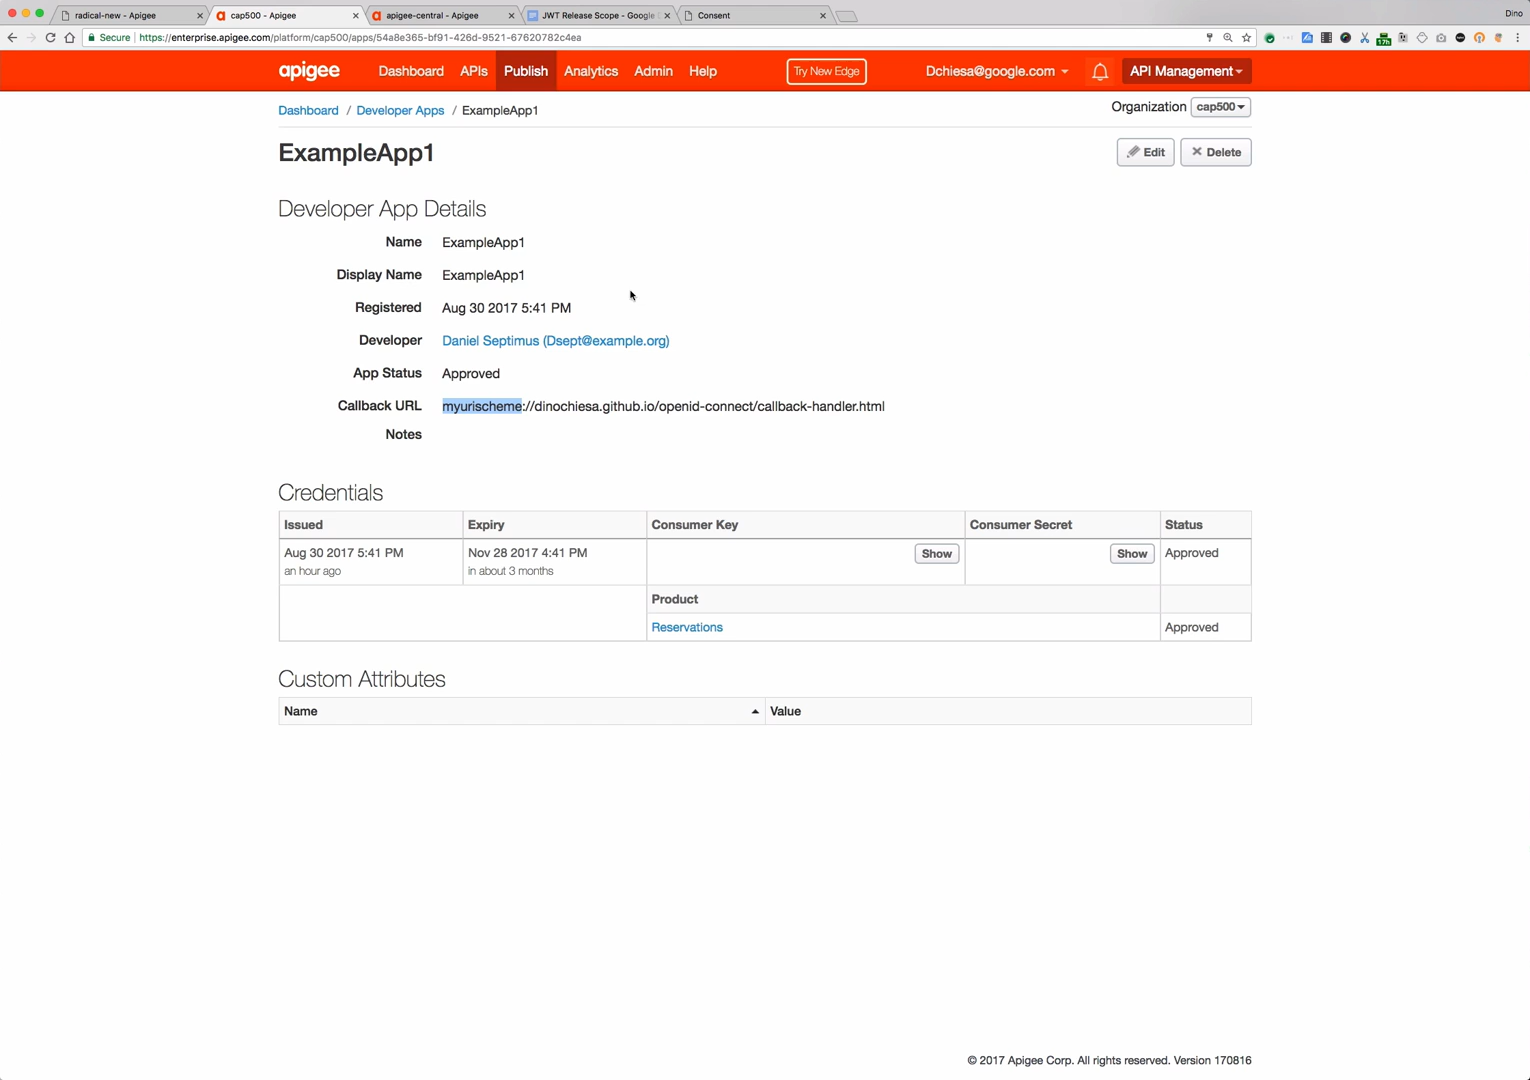 radical-new - Apigee
cap500 - Apigee
apigee-central - Apigee
JWT Release Scope - Google
Consent
Dino
Secure
https://enterprise.apigee.com/platform/cap500/apps/54a8e365-bf91-426d-9521-67620782c4ea
apigee
Dashboard
APIs
Publish
Analytics
Admin
Help
Try New Edge
Dchiesa@google.com
API Management
Dashboard / Developer Apps / ExampleApp1
Organization cap500
ExampleApp1
Edit
Delete
Developer App Details
Name ExampleApp1
Display Name ExampleApp1
Registered Aug 30 2017 5:41 PM
Developer Daniel Septimus (Dsept@example.org)
App Status Approved
Callback URL myurischeme://dinochiesa.github.io/openid-connect/callback-handler.html
Notes
Credentials
Issued Expiry Consumer Key Consumer Secret Status
Aug 30 2017 5:41 PM Nov 28 2017 4:41 PM Show Show Approved
an hour ago in about 3 months
Product
Reservations Approved
Custom Attributes
Name Value
© 2017 Apigee Corp. All rights reserved. Version 170816